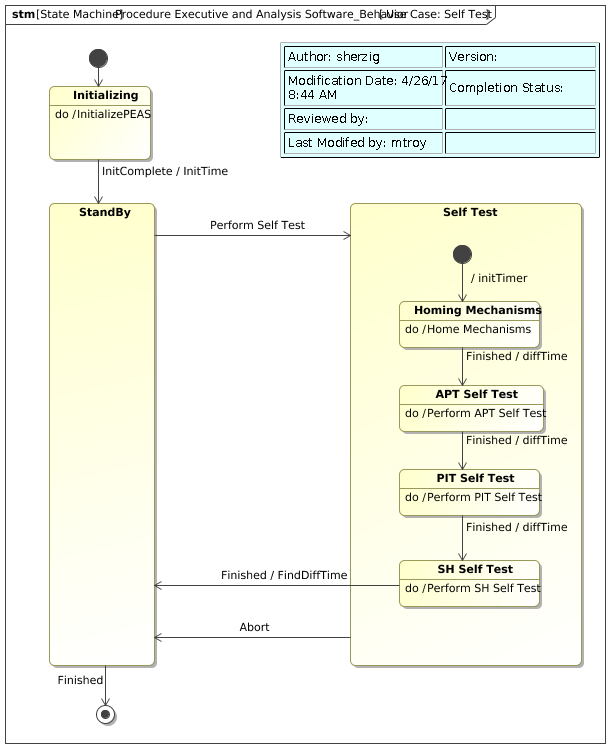 stm [State Machine] Procedure Executive and Analysis Software_Behavior [ Use Case: Self Test ]
Author: sherzig
Version:
Modification Date: 4/26/17
8:44 AM
Completion Status:
Reviewed by:
Last Modifed by: mtroy
Initializing
do / InitializePEAS
InitComplete / InitTime
StandBy
Self Test
Perform Self Test
/ initTimer
Homing Mechanisms
do / Home Mechanisms
Finished / diffTime
APT Self Test
do / Perform APT Self Test
Finished / diffTime
PIT Self Test
do / Perform PIT Self Test
Finished / diffTime
SH Self Test
do / Perform SH Self Test
Finished / FindDiffTime
Abort
Finished